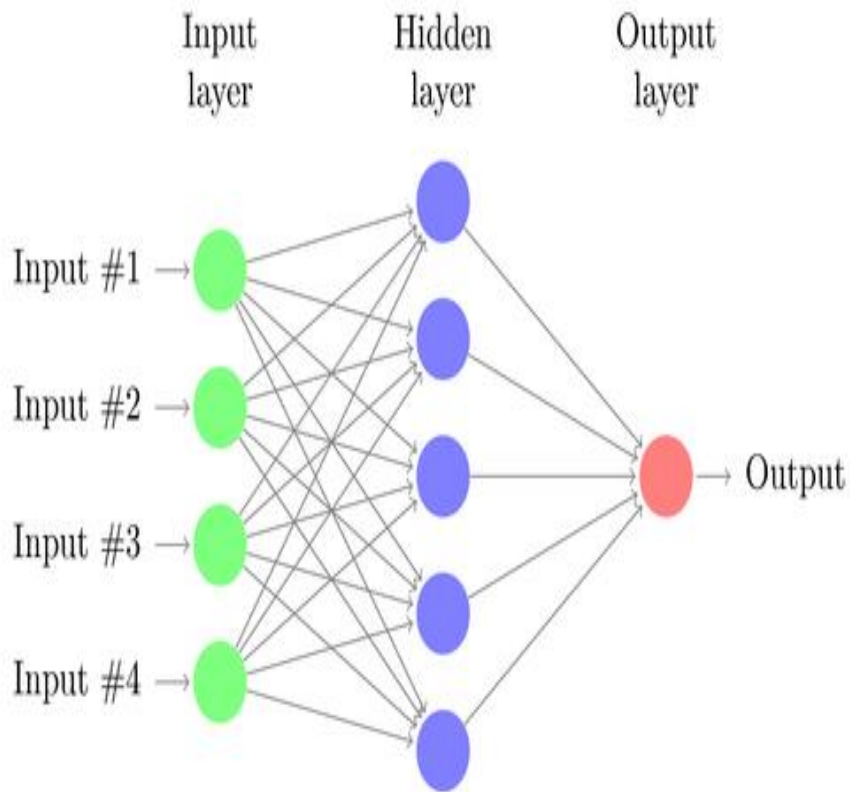 Input
layer
Hidden
layer
Output
layer
Input #1
Input #2
Input #3
Input #4
Output